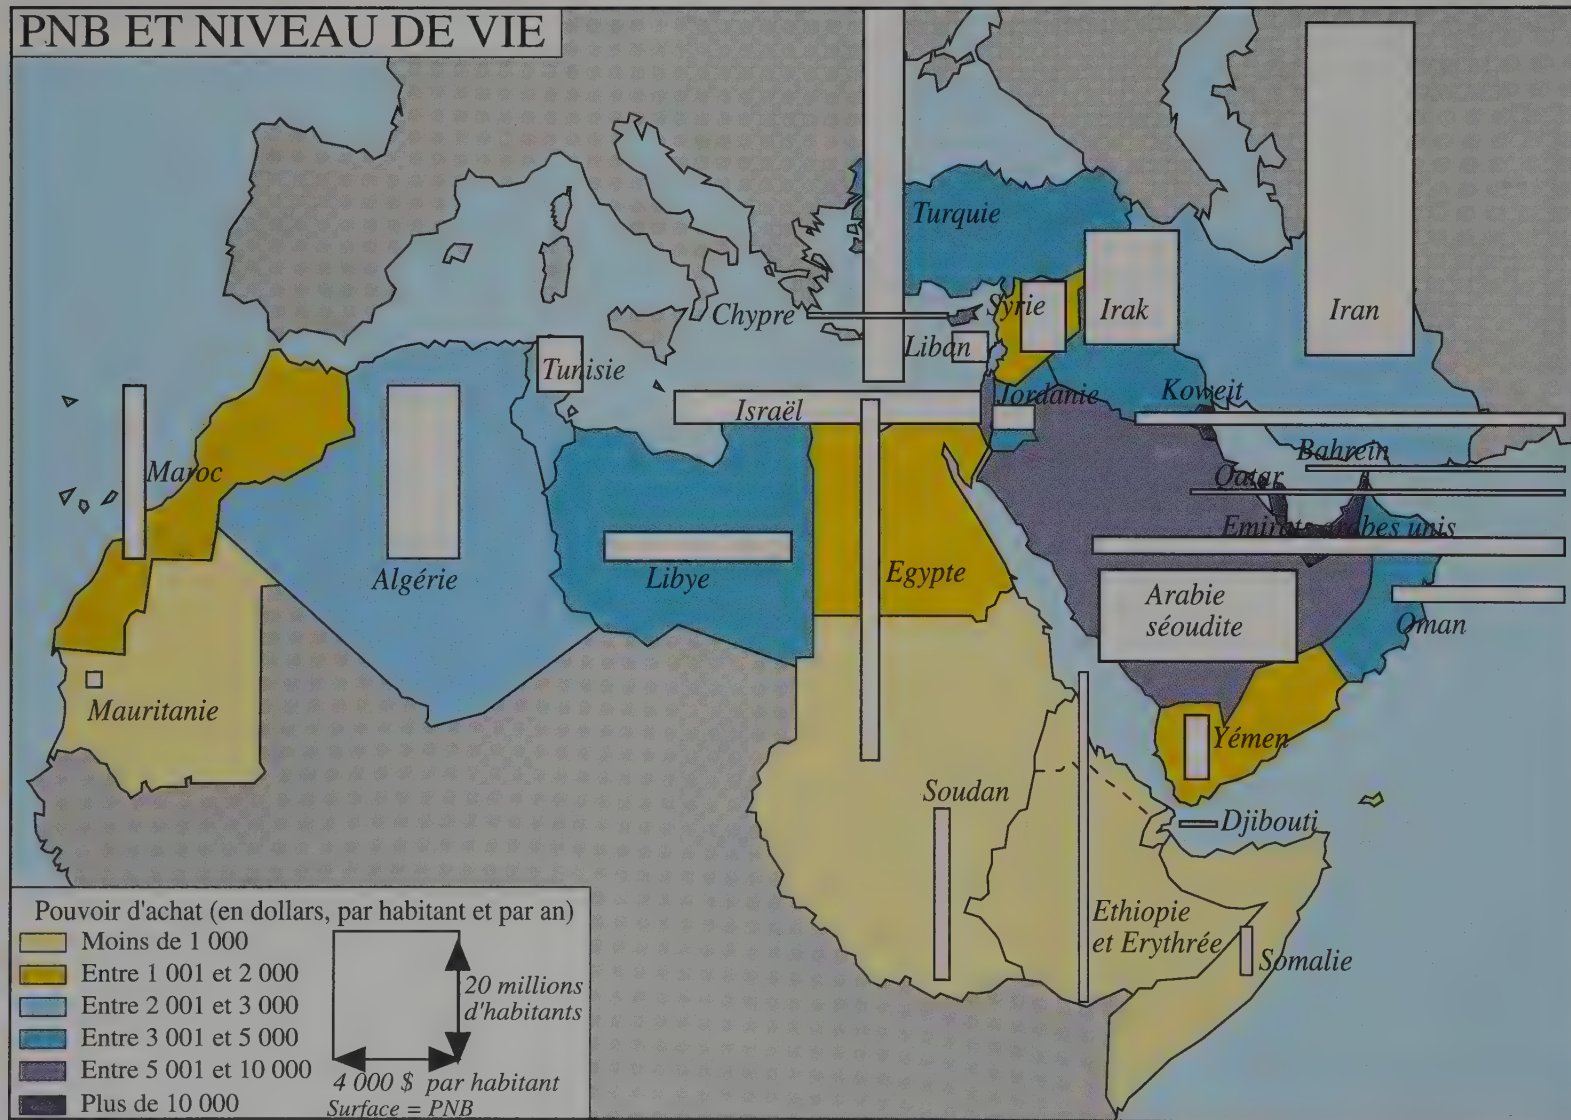 PNB ET NIVEAU DE VIE
Turquie
Chypre
Syrie
Irak
Iran
Liban
Tunisie
Israël
Jordanie
Koweit
Maroc
Bahrein
Qatar
Emirats arabes unis
Algérie
Libye
Egypte
Arabie
séoudite
Oman
Mauritanie
Yémen
Soudan
Djibouti
Ethiopie
et Erythrée
Somalie
Pouvoir d'achat (en dollars, par habitant et par an)
Moins de 1 000
Entre 1 001 et 2 000
Entre 2 001 et 3 000
Entre 3 001 et 5 000
Entre 5 001 et 10 000
Plus de 10 000
20 millions
d'habitants
4 000 $ par habitant
Surface = PNB